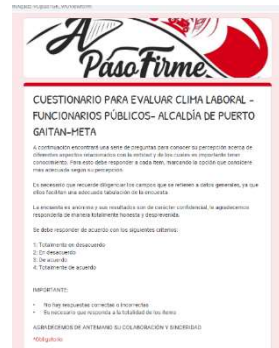 A Paso Firme
CUESTIONARIO PARA EVALUAR CLIMA LABORAL -
FUNCIONARIOS PÚBLICOS- ALCALDÍA DE PUERTO
GAITAN-META
A continuación encontrará una serie de preguntas para conocer su percepción acerca de
diferentes aspectos relacionados con la entidad y de los cuales es importante tener
conocimiento. Para esto debe responder a cada ítem, marcando la opción que considere
más adecuada según su percepción.
Es necesario que recuerde diligenciar los campos que se refieren a datos generales, ya que
ellos facilitan una adecuada tabulación de la encuesta.
La encuesta es anónima y sus resultados son de carácter confidencial, le agradecemos
responderla de manera totalmente honesta y desprevenida.
Se debe responder de acuerdo con los siguientes criterios:
1: Totalmente en desacuerdo
2: En desacuerdo
3: De acuerdo
4: Totalmente de acuerdo
IMPORTANTE:
• No hay respuestas correctas o incorrectas
• Es necesario que responda a la totalidad de los ítems
AGRADECEMOS DE ANTEMANO SU COLABORACIÓN Y SINCERIDAD
*Obligatorio